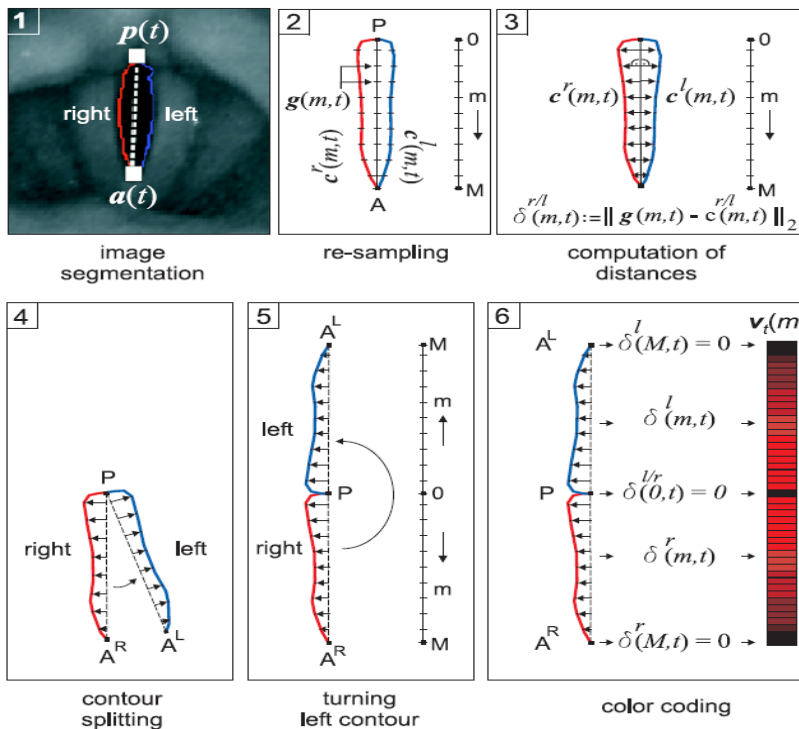 1
p(t)
right
left
a(t)
image
segmentation
2
P
0
g(m,t)
m
c^r(m,t)
c^l(m,t)
A
M
re-sampling
3
0
c^r(m,t)
c^l(m,t)
m
M
δ^{r/l}(m,t):=|| g(m,t) - c^{r/l}(m,t) ||_2
computation of
distances
4
P
right
left
A^R
A^L
contour
splitting
5
A^L
M
m
left
P
0
right
m
A^R
M
turning
left contour
6
v_t(m
A^L
δ^l(M,t) = 0
δ^l(m,t)
P
δ^{l/r}(0,t) = 0
δ^r(m,t)
A^R
δ^r(M,t) = 0
color coding